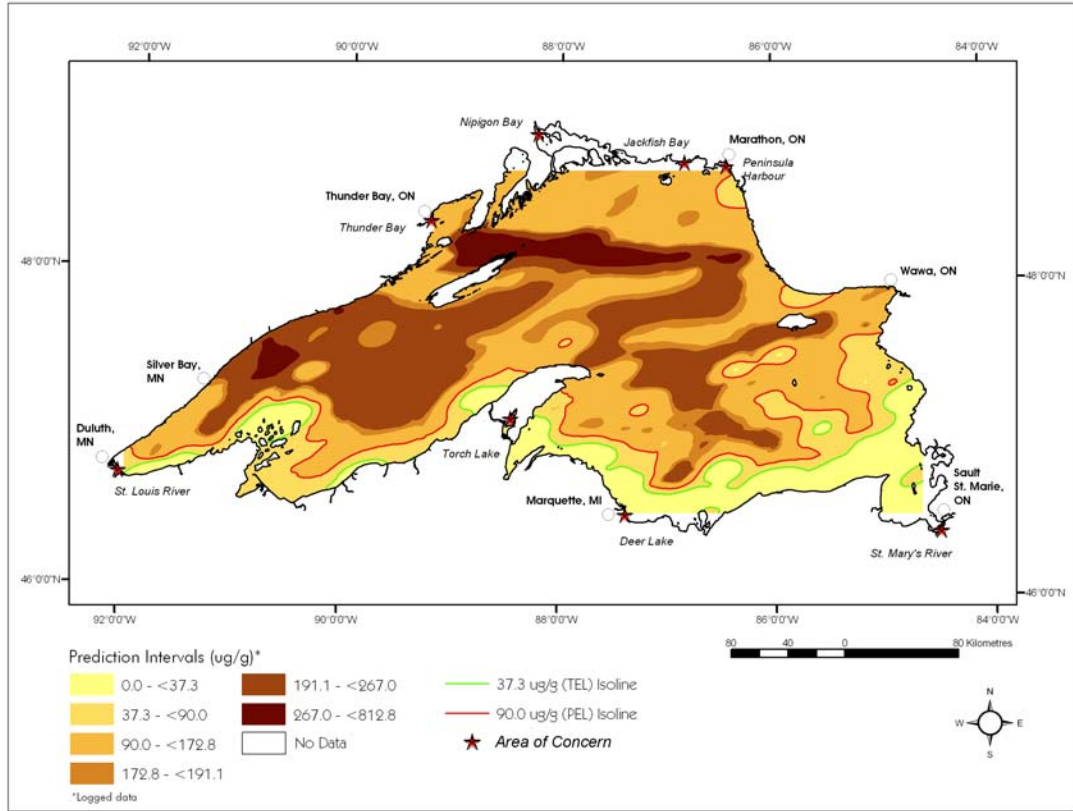 92°0'0"W 90°0'0"W 88°0'0"W 86°0'0"W 84°0'0"W
Nipigon Bay
Jackfish Bay
Marathon, ON
Peninsula
Harbour
Thunder Bay, ON
Thunder Bay
48°0'0"N
48°0'0"N
Wawa, ON
Silver Bay,
MN
Duluth,
MN
St. Louis River
Torch Lake
Marquette, MI
Deer Lake
Sault
St. Marie,
ON
St. Mary's River
46°0'0"N
46°0'0"N
92°0'0"W 90°0'0"W 88°0'0"W 86°0'0"W 84°0'0"W
80 40 0 80 Kilometres
Prediction Intervals (ug/g)*
0.0 - <37.3
37.3 - <90.0
90.0 - <172.8
172.8 - <191.1
191.1 - <267.0
267.0 - <812.8
No Data
37.3 ug/g (TEL) Isoline
90.0 ug/g (PEL) Isoline
Area of Concern
*Logged data
N
W E
S